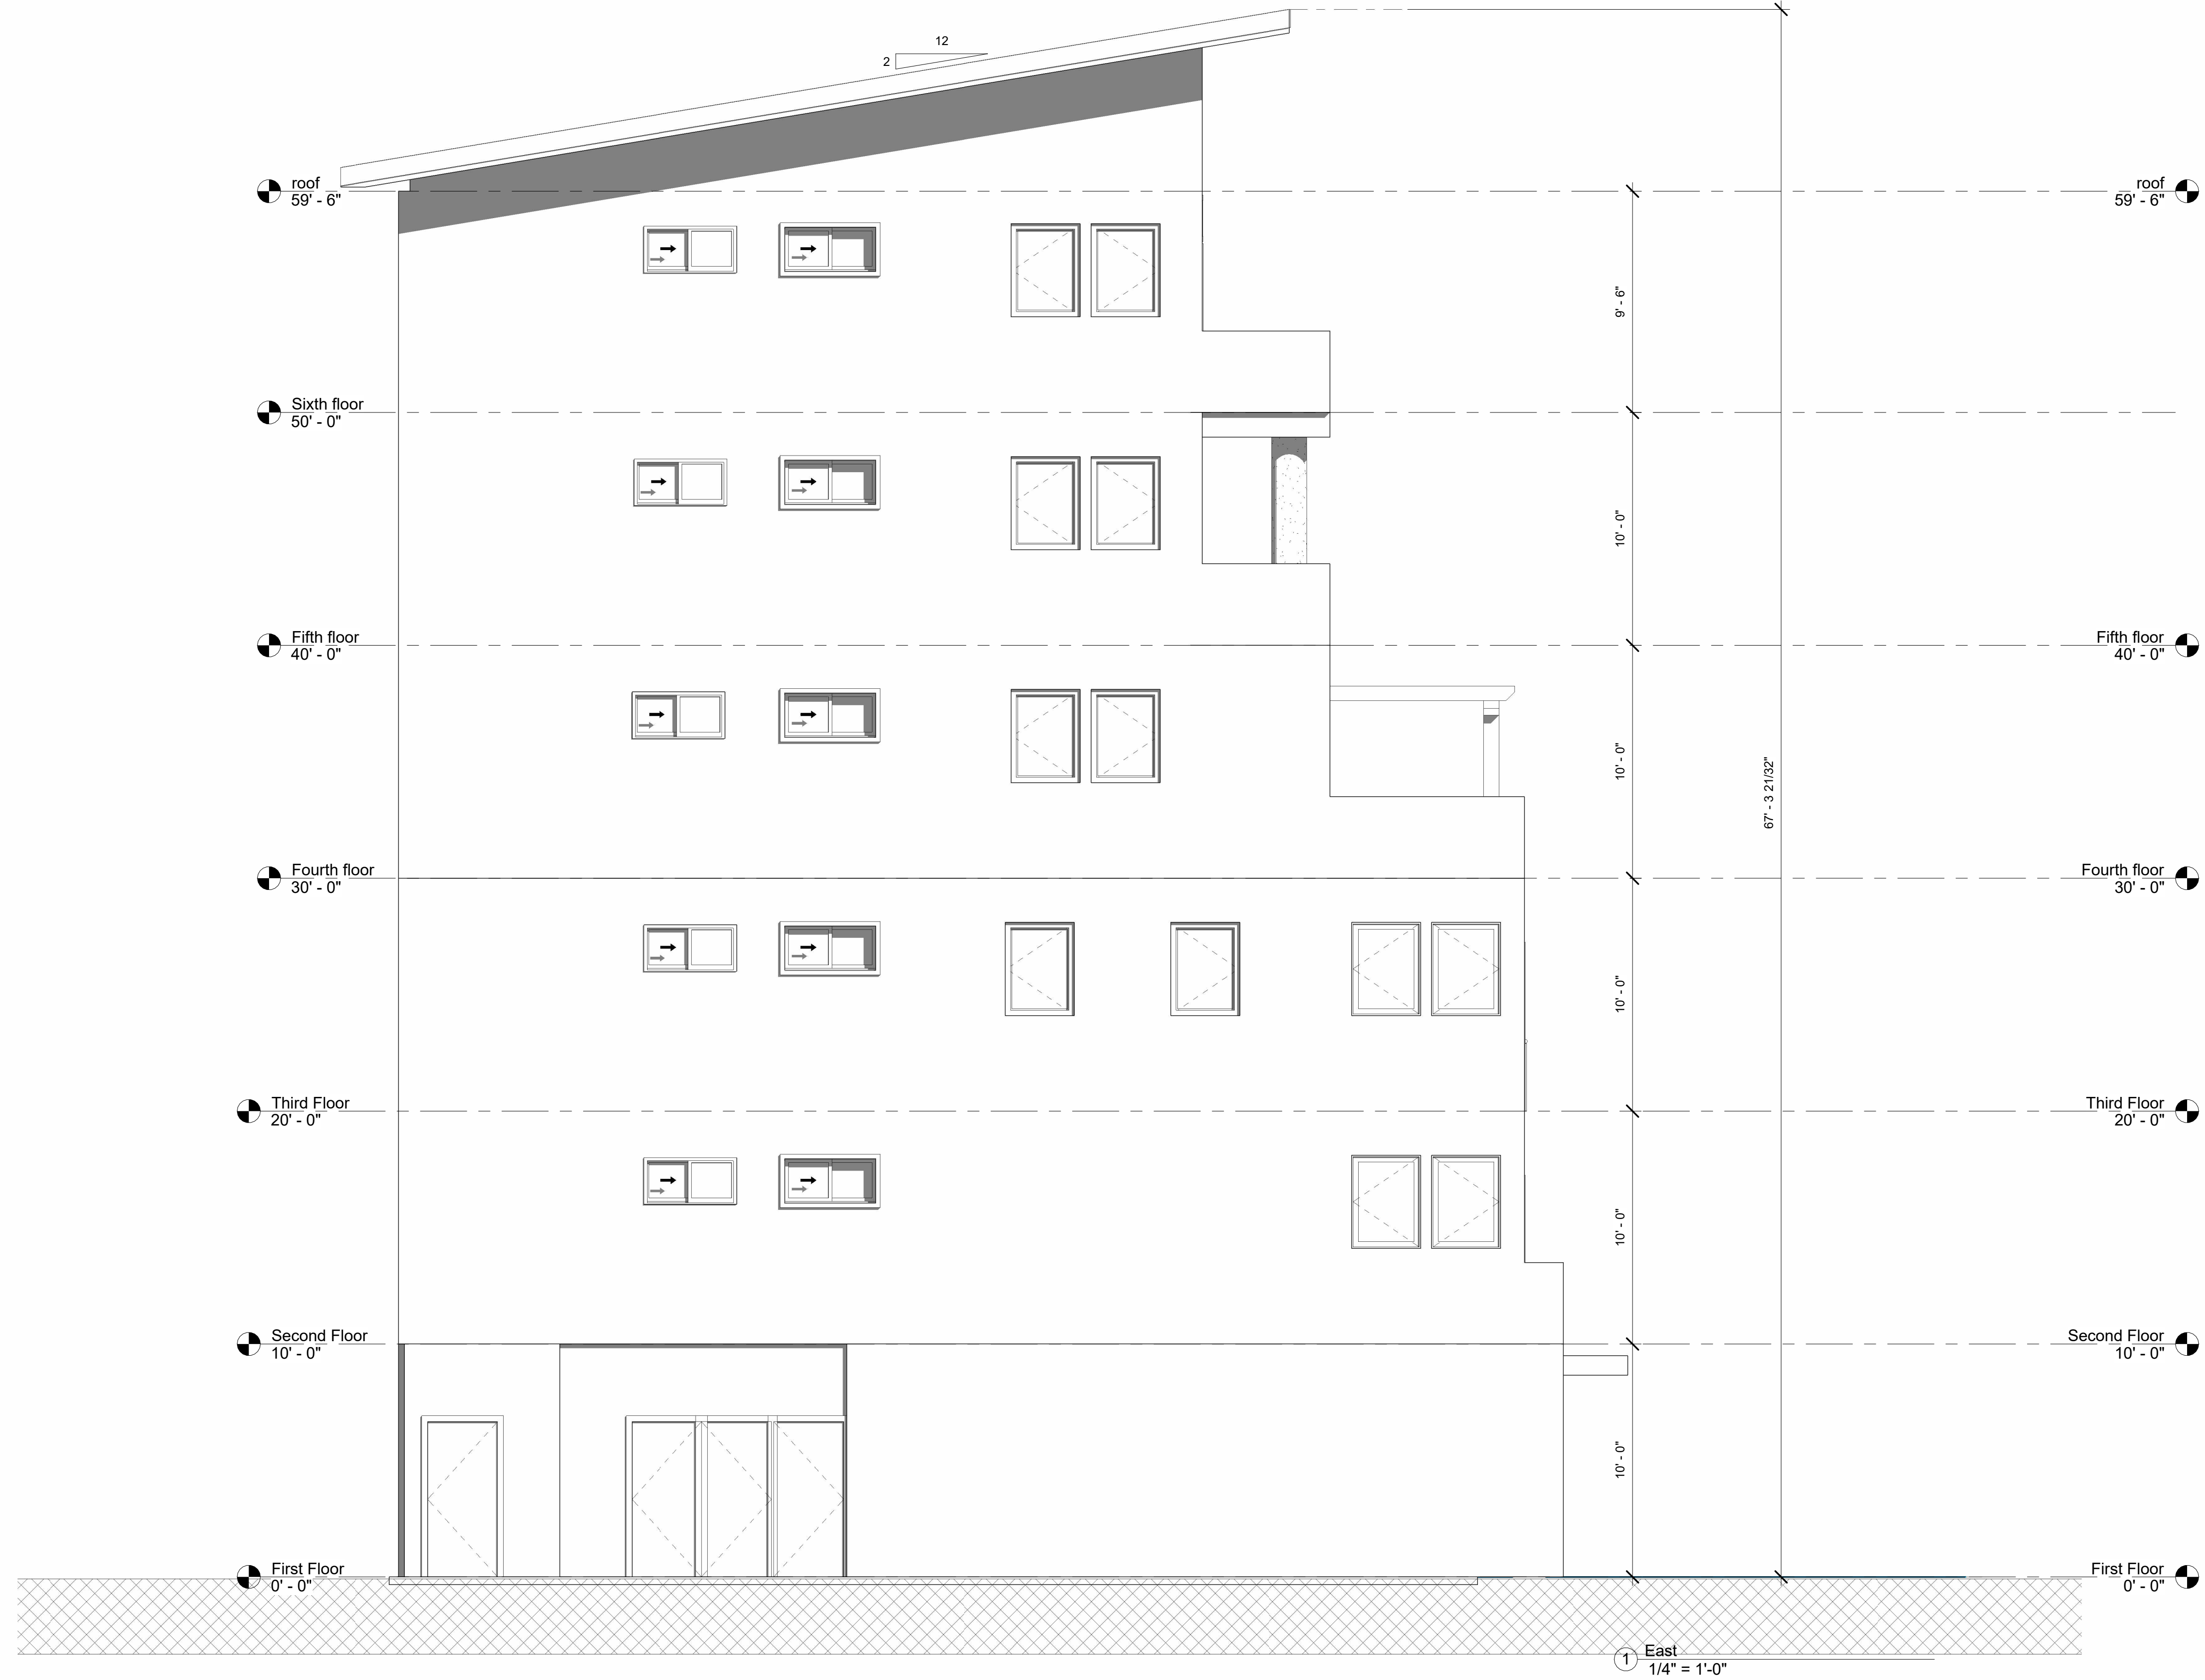 12
2
roof
59' - 6"
roof
59' - 6"
9' - 6"
Sixth floor
50' - 0"
10' - 0"
Fifth floor
40' - 0"
Fifth floor
40' - 0"
10' - 0"
67' - 3 21/32"
Fourth floor
30' - 0"
Fourth floor
30' - 0"
10' - 0"
Third Floor
20' - 0"
Third Floor
20' - 0"
10' - 0"
Second Floor
10' - 0"
Second Floor
10' - 0"
10' - 0"
First Floor
0' - 0"
First Floor
0' - 0"
1
East
1/4" = 1'-0"